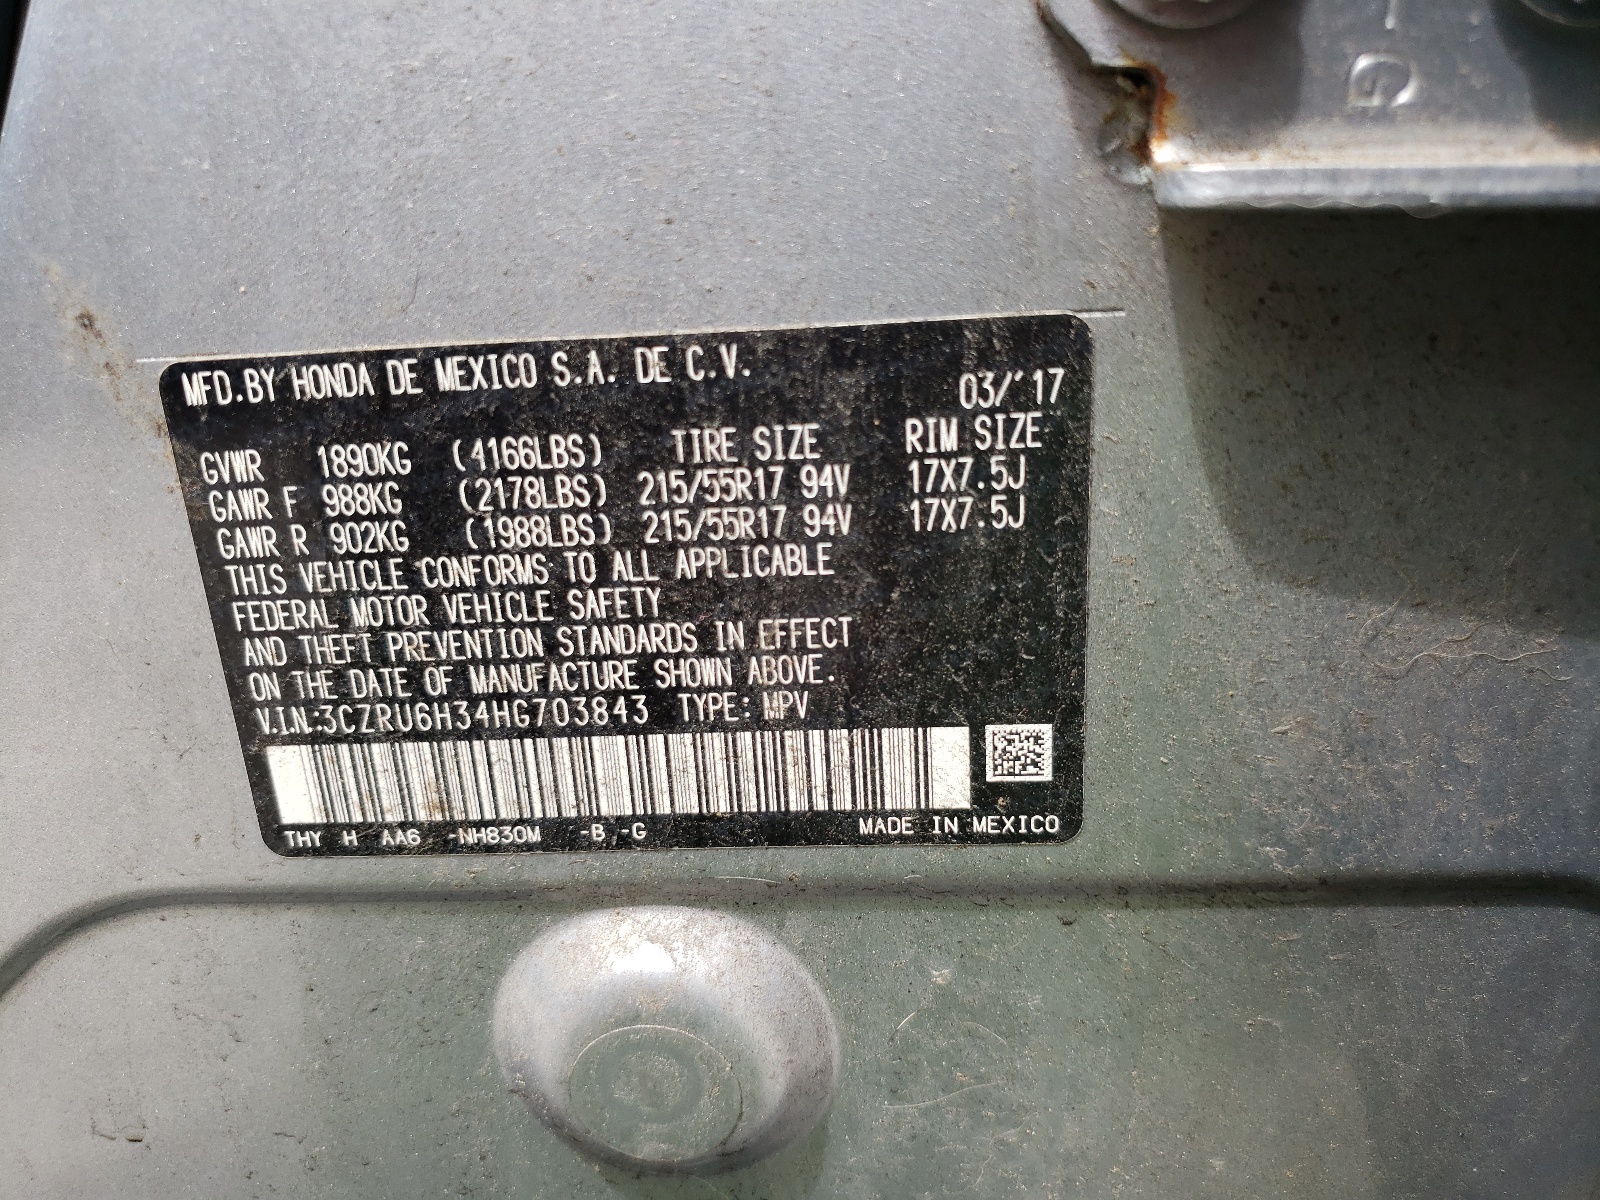 G
MFD.BY HONDA DE MEXICO S.A. DE C.V.
03/'17
GVWR 1890KG (4166LBS) TIRE SIZE RIM SIZE
GAWR F 988KG (2178LBS) 215/55R17 94V 17X7.5J
GAWR R 902KG (1988LBS) 215/55R17 94V 17X7.5J
THIS VEHICLE CONFORMS TO ALL APPLICABLE
FEDERAL MOTOR VEHICLE SAFETY
AND THEFT PREVENTION STANDARDS IN EFFECT
ON THE DATE OF MANUFACTURE SHOWN ABOVE.
V.I.N:3CZRU6H34HG703843 TYPE: MPV
THY H AA6 -NH830M -B -G MADE IN MEXICO